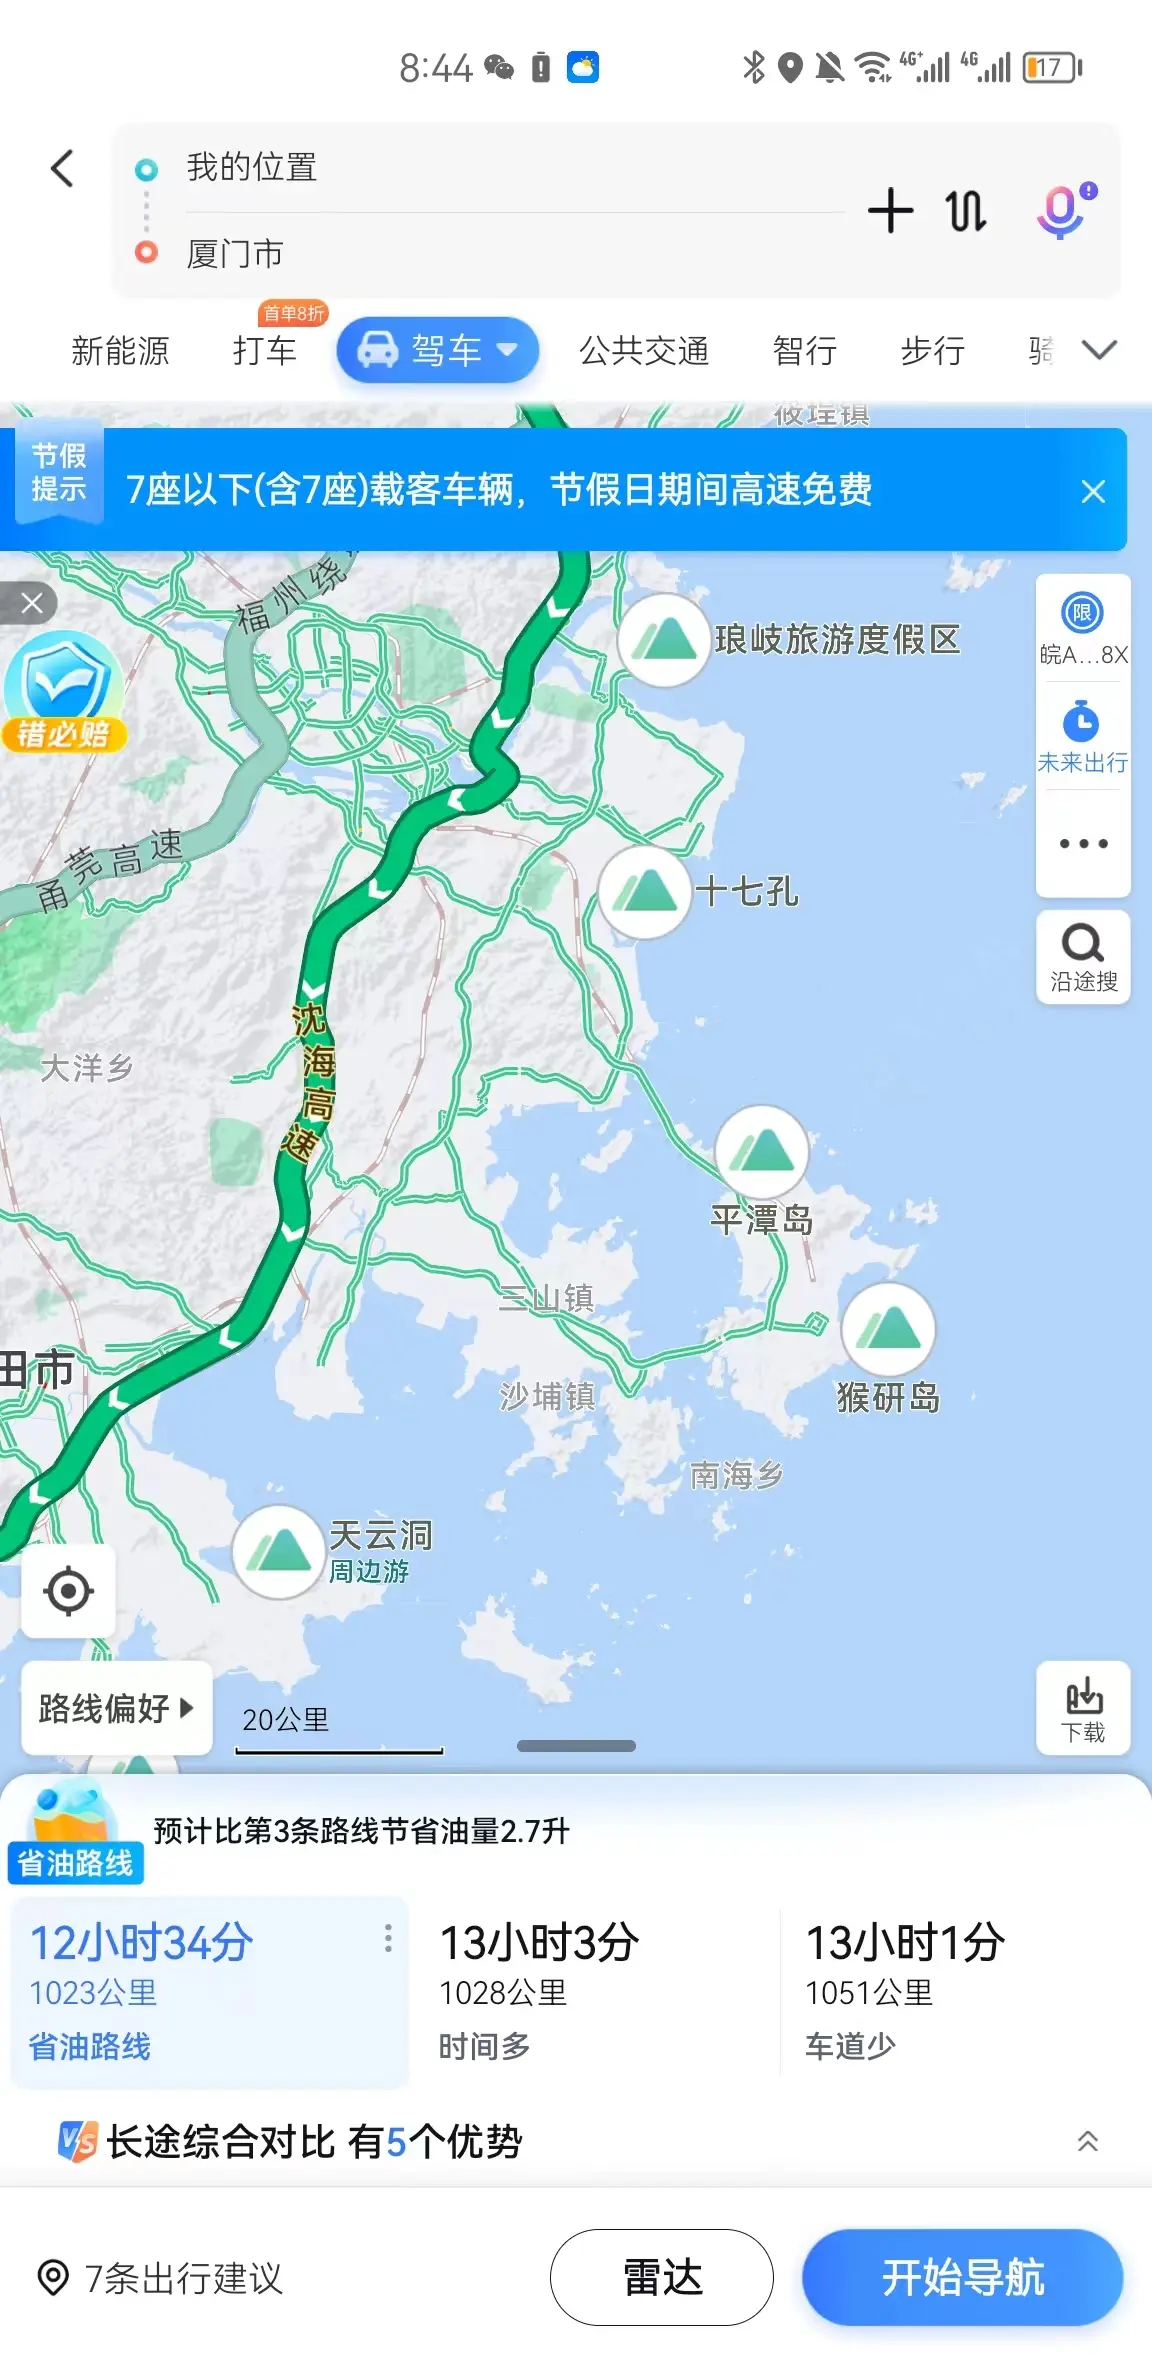 8:44
4G+
4G
17
我的位置
厦门市
首单8折
新能源
打车
驾车
公共交通
智行
步行
骑
筱埕镇
节假
提示
7座以下(含7座)载客车辆，节假日期间高速免费
福州绕
琅岐旅游度假区
限
皖A...8X
错必赔
未来出行
甬莞高速
十七孔
沿途搜
沈海高速
大洋乡
平潭岛
三山镇
田市
沙埔镇
猴研岛
南海乡
天云洞
周边游
路线偏好
20公里
下载
省油路线
预计比第3条路线节省油量2.7升
12小时34分
1023公里
省油路线
13小时3分
1028公里
时间多
13小时1分
1051公里
车道少
VS
长途综合对比 有5个优势
7条出行建议
雷达
开始导航